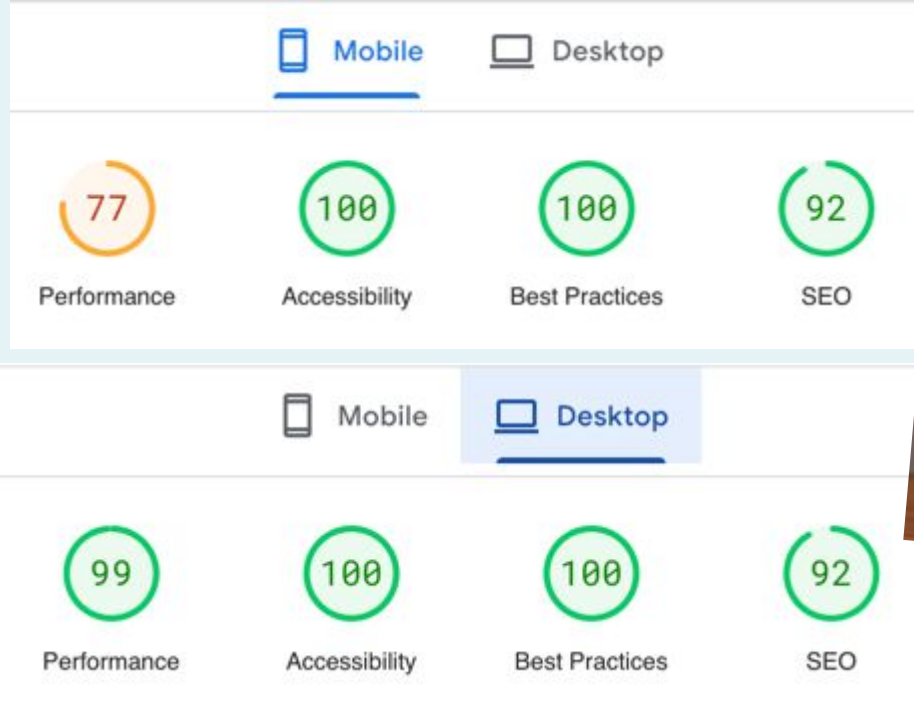 Mobile Desktop
77 100 100 92
Performance Accessibility Best Practices SEO
Mobile Desktop
99 100 100 92
Performance Accessibility Best Practices SEO